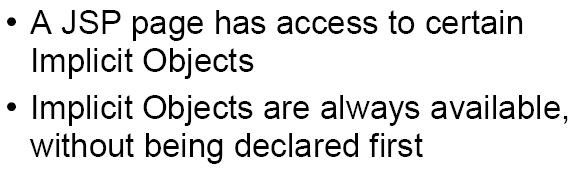 • A JSP page has access to certain
Implicit Objects
• Implicit Objects are always available,
without being declared first